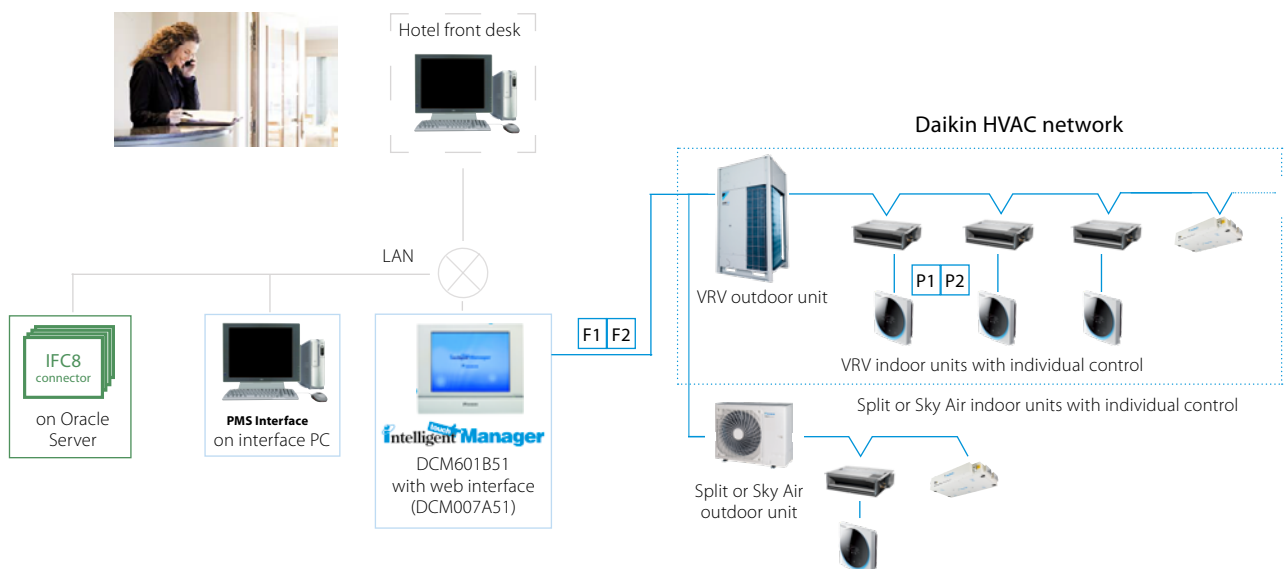 Hotel front desk
Daikin HVAC network
LAN
VRV outdoor unit
P1 P2
F1 F2
VRV indoor units with individual control
IFC8
connector
on Oracle
Server
PMS Interface
on interface PC
touch
intelligent Manager
DCM601B51
with web interface
(DCM007A51)
Split or Sky Air indoor units with individual control
Split or Sky Air
outdoor unit